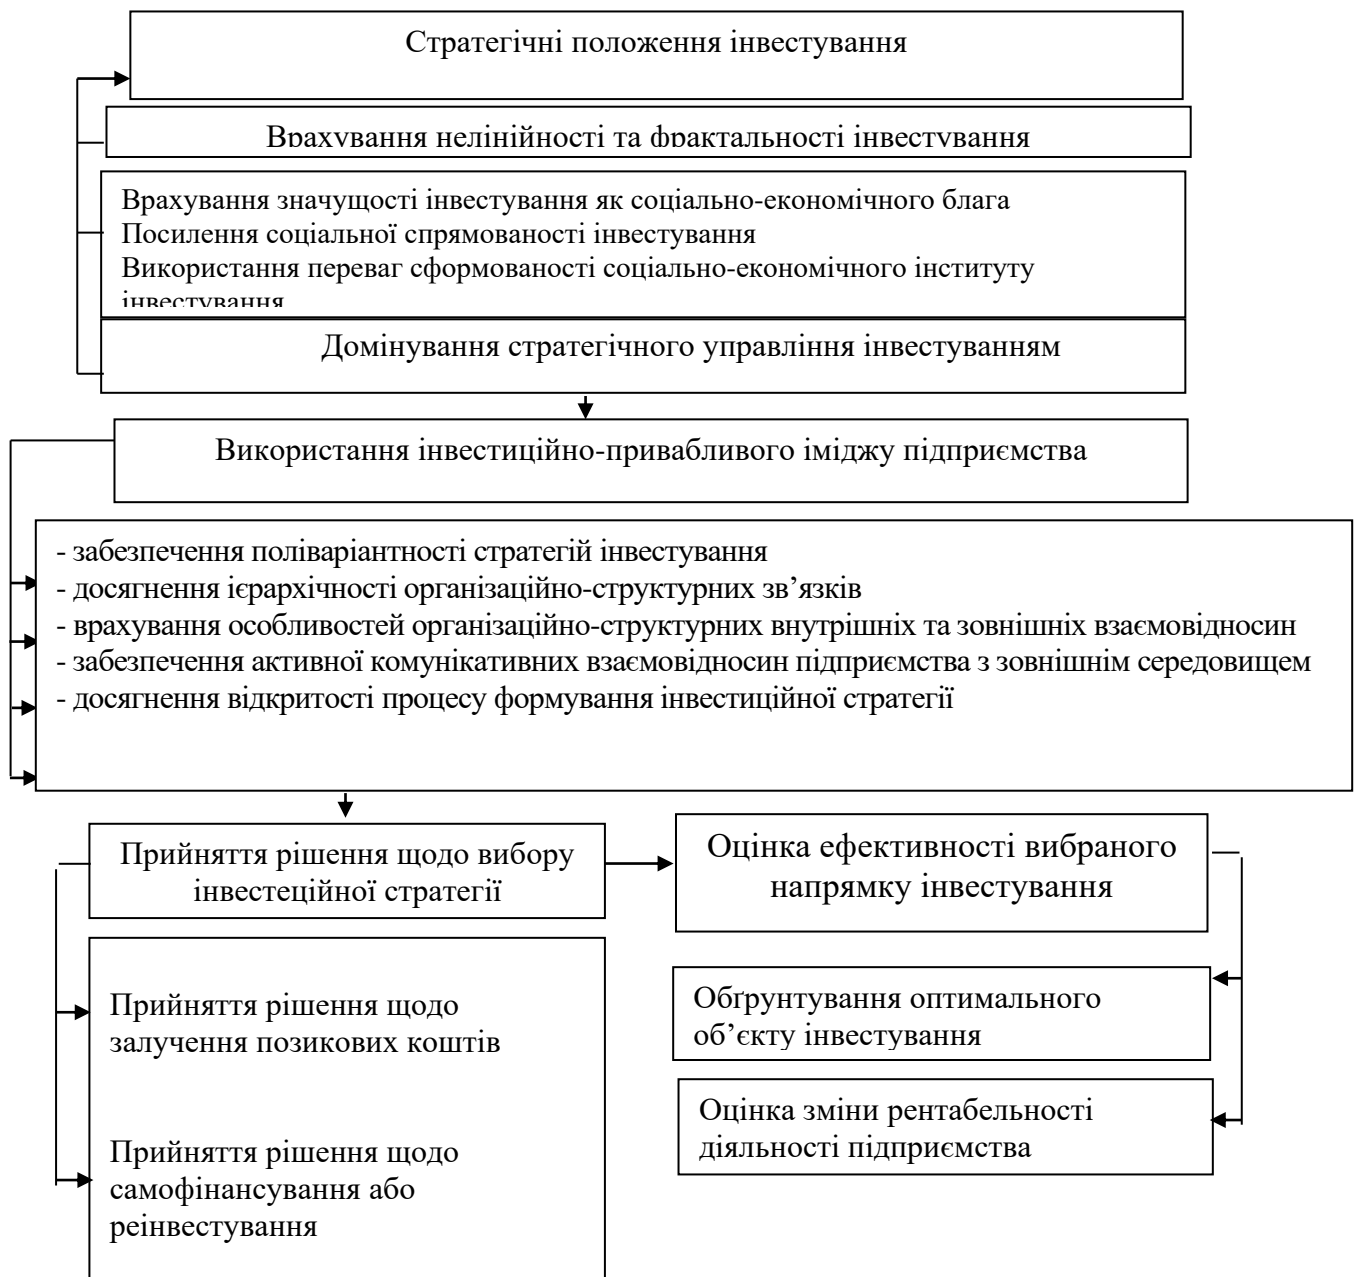 Стратегічні положення інвестування
Врахування нелінійності та фрактальності інвестування
Врахування значущості інвестування як соціально-економічного блага
Посилення соціальної спрямованості інвестування
Використання переваг сформованості соціально-економічного інституту
інвестування
Домінування стратегічного управління інвестуванням
Використання інвестиційно-привабливого іміджу підприємства
- забезпечення поліваріантності стратегій інвестування
- досягнення ієрархічності організаційно-структурних зв’язків
- врахування особливостей організаційно-структурних внутрішніх та зовнішніх взаємовідносин
- забезпечення активної комунікативних взаємовідносин підприємства з зовнішнім середовищем
- досягнення відкритості процесу формування інвестиційної стратегії
Прийняття рішення щодо вибору
інвестеційної стратегії
Оцінка ефективності вибраного
напрямку інвестування
Прийняття рішення щодо
залучення позикових коштів
Прийняття рішення щодо
самофінансування або
реінвестування
Обґрунтування оптимального
об’єкту інвестування
Оцінка зміни рентабельності
діяльності підприємства